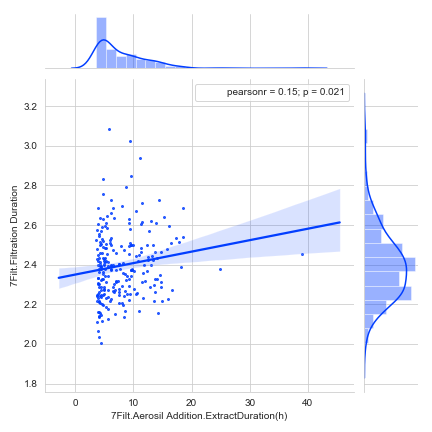 pearsonr = 0.15; p = 0.021
3.2
3.0
2.8
2.6
2.4
2.2
2.0
1.8
7Filt.Filtration Duration
0 10 20 30 40
7Filt.Aerosil Addition.ExtractDuration(h)